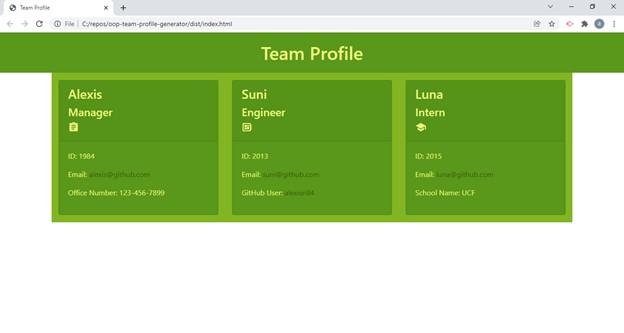 Team Profile
File
C:/repos/oop-team-profile-generator/dist/index.html
a
Team Profile
Alexis
Manager
ID: 1984
Email: alexis@github.com
Office Number: 123-456-7899
Suni
Engineer
ID: 2013
Email: suni@github.com
GitHub User:
Luna
Intern
ID: 2015
Email: luna@github.com
School Name: UCF